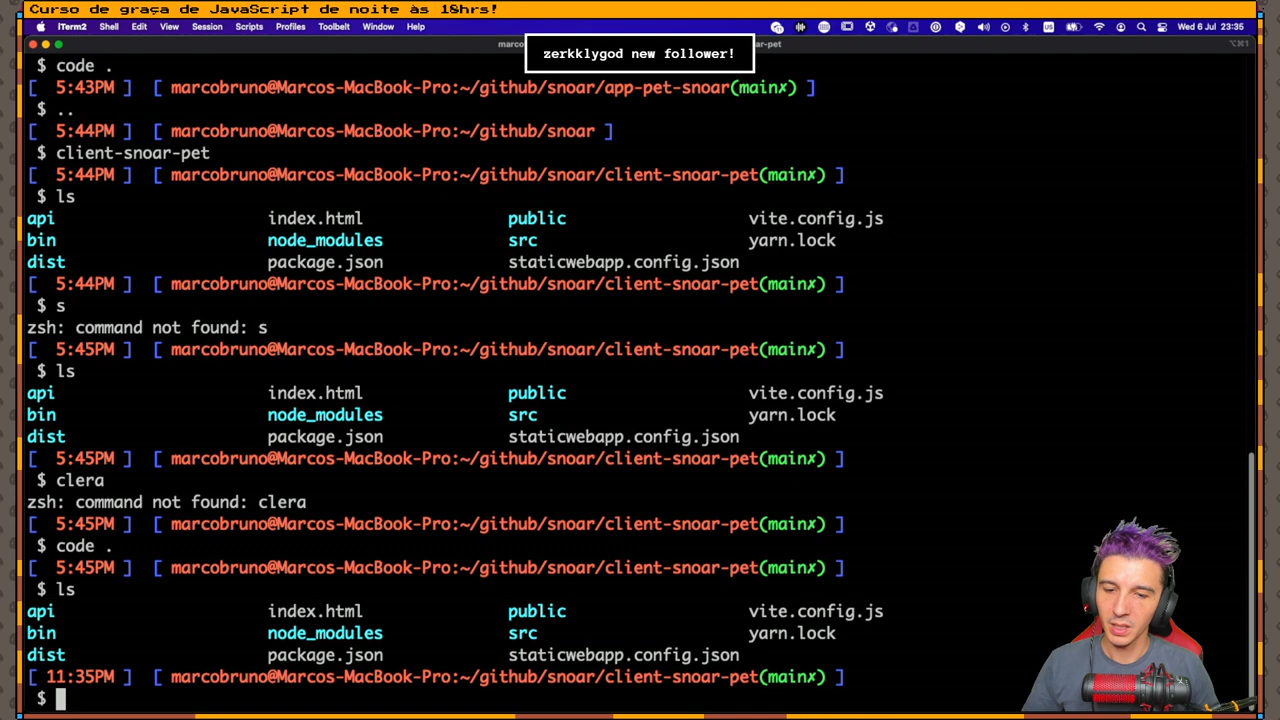 Curso de graça de JavaScript de noite às 10hrs!
iTerm2 Shell Edit View Session Scripts Profiles Toolbelt Window Help Wed 6 Jul 23:35
zerkklygod new follower!
$ code .
[ 5:43PM ] [ marcobruno@Marcos-MacBook-Pro:~/github/snoar/app-pet-snoar(main✗) ]
$ ..
[ 5:44PM ] [ marcobruno@Marcos-MacBook-Pro:~/github/snoar ]
$ client-snoar-pet
[ 5:44PM ] [ marcobruno@Marcos-MacBook-Pro:~/github/snoar/client-snoar-pet(main✗) ]
$ ls
api index.html public vite.config.js
bin node_modules src yarn.lock
dist package.json staticwebapp.config.json
[ 5:44PM ] [ marcobruno@Marcos-MacBook-Pro:~/github/snoar/client-snoar-pet(main✗) ]
$ s
zsh: command not found: s
[ 5:45PM ] [ marcobruno@Marcos-MacBook-Pro:~/github/snoar/client-snoar-pet(main✗) ]
$ ls
api index.html public vite.config.js
bin node_modules src yarn.lock
dist package.json staticwebapp.config.json
[ 5:45PM ] [ marcobruno@Marcos-MacBook-Pro:~/github/snoar/client-snoar-pet(main✗) ]
$ clera
zsh: command not found: clera
[ 5:45PM ] [ marcobruno@Marcos-MacBook-Pro:~/github/snoar/client-snoar-pet(main✗) ]
$ code .
[ 5:45PM ] [ marcobruno@Marcos-MacBook-Pro:~/github/snoar/client-snoar-pet(main✗) ]
$ ls
api index.html public vite.config.js
bin node_modules src yarn.lock
dist package.json staticwebapp.config.json
[ 11:35PM ] [ marcobruno@Marcos-MacBook-Pro:~/github/snoar/client-snoar-pet(main✗) ]
$